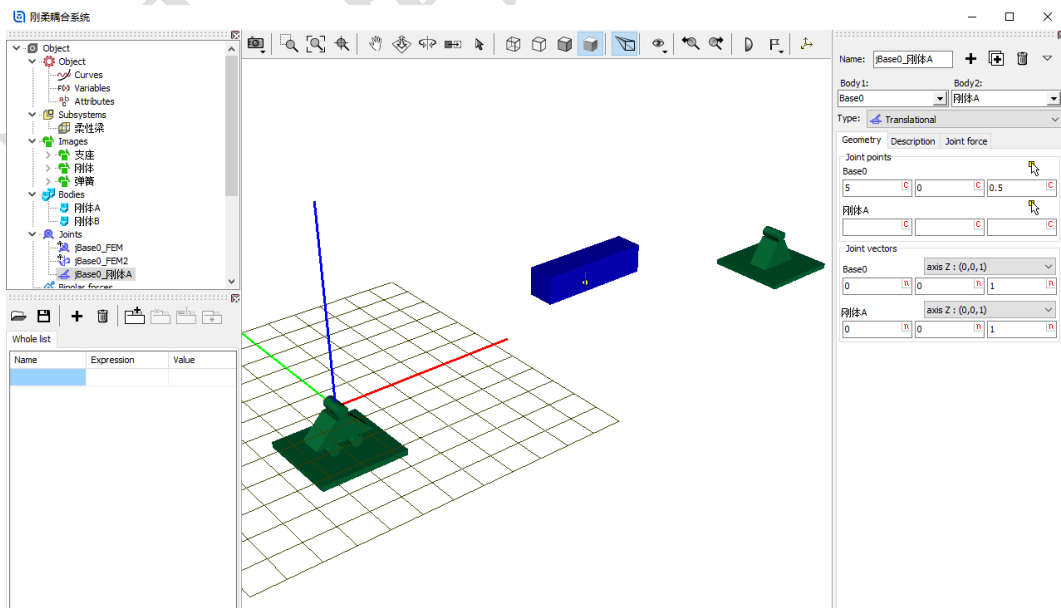 刚柔耦合系统
Object
Object
Curves
F(x) Variables
Attributes
Subsystems
柔性梁
Images
支座
刚体
弹簧
Bodies
刚体A
刚体B
Joints
jBase0_FEM
jBase0_FEM2
jBase0_刚体A
Bipolar forces
Whole list
Name Expression Value
Name: jBase0_刚体A
Body1: Body2:
Base0 刚体A
Type: Translational
Geometry Description Joint force
Joint points
Base0
5 C 0 C 0.5 C
刚体A
C C C
Joint vectors
Base0 axis Z : (0,0,1)
0 n 0 n 1 n
刚体A axis Z : (0,0,1)
0 n 0 n 1 n